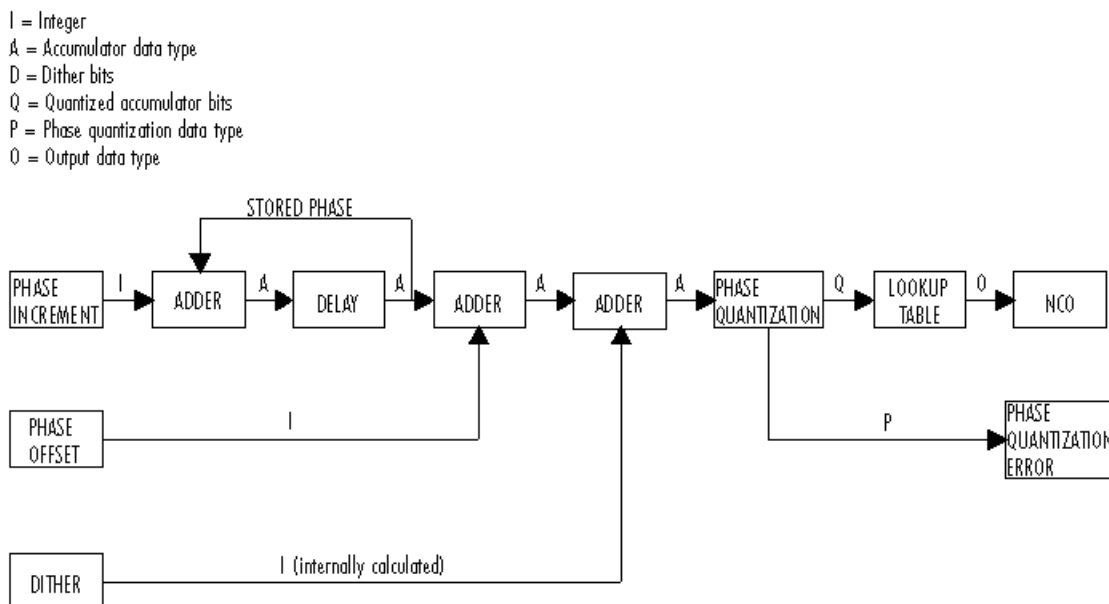 I = Integer
A = Accumulator data type
D = Dither bits
Q = Quantized accumulator bits
P = Phase quantization data type
O = Output data type
STORED PHASE
PHASE
INCREMENT
I
ADDER
A
DELAY
A
ADDER
A
ADDER
A
PHASE
QUANTIZATION
Q
LOOKUP
TABLE
O
NCO
PHASE
OFFSET
I
P
PHASE
QUANTIZATION
ERROR
DITHER
I (internally calculated)